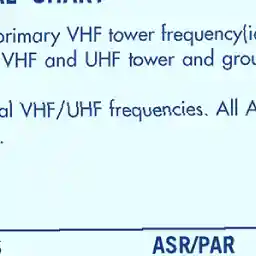 primary VHF tower frequency(i
VHF and UHF tower and grou
al VHF/UHF frequencies. All A
.
ASR/PAR